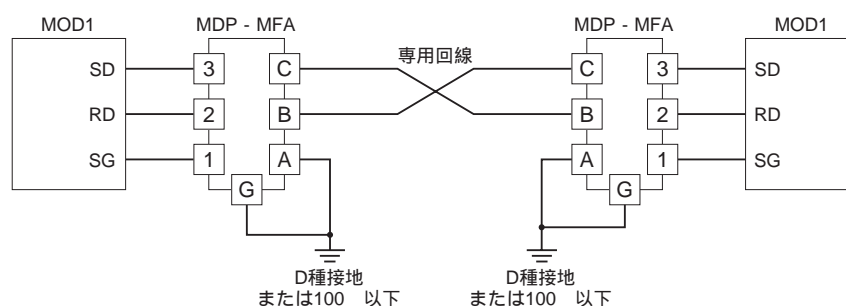 MOD1 MDP - MFA MDP - MFA MOD1
専用回線
SD 3 C C 3 SD
RD 2 B B 2 RD
SG 1 A A 1 SG
G G
D種接地 D種接地
または100 以下 または100 以下